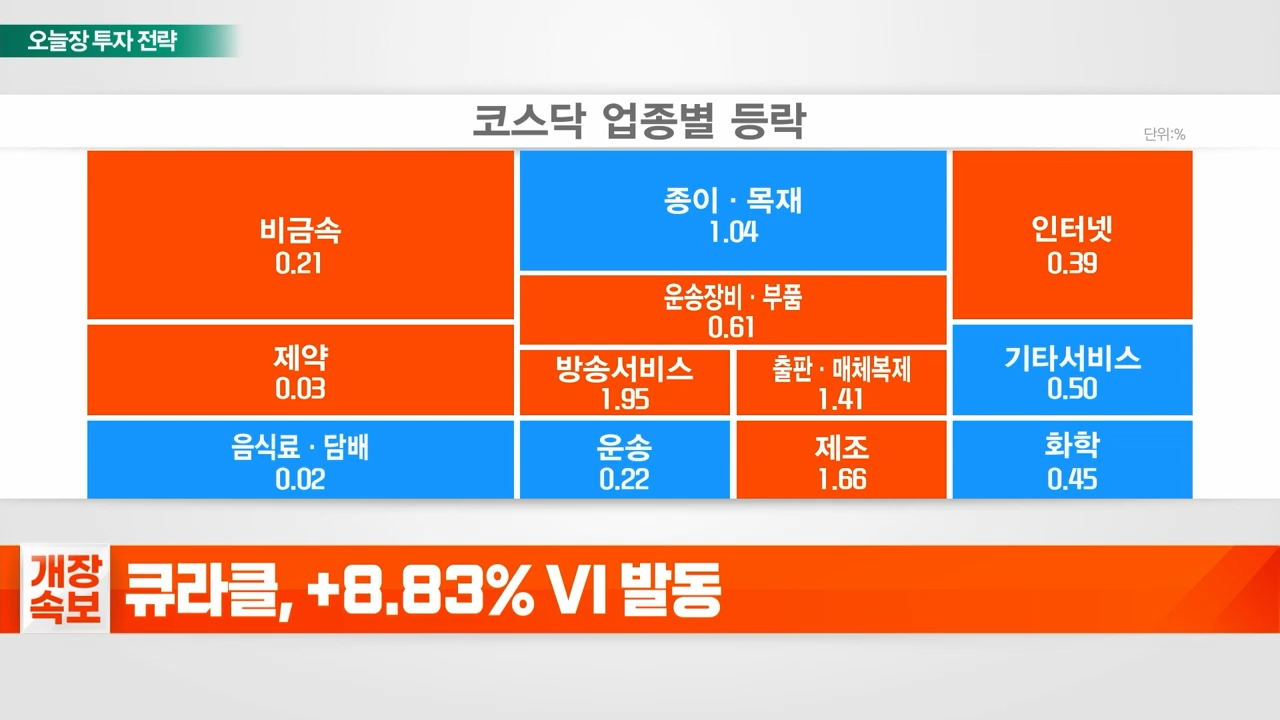 오늘장 투자 전략
코스닥 업종별 등락
단위:%
비금속
0.21
종이 · 목재
1.04
인터넷
0.39
운송장비 · 부품
0.61
제약
0.03
방송서비스
1.95
출판 · 매체복제
1.41
기타서비스
0.50
음식료 · 담배
0.02
운송
0.22
제조
1.66
화학
0.45
개장
속보
큐라클, +8.83% VI 발동